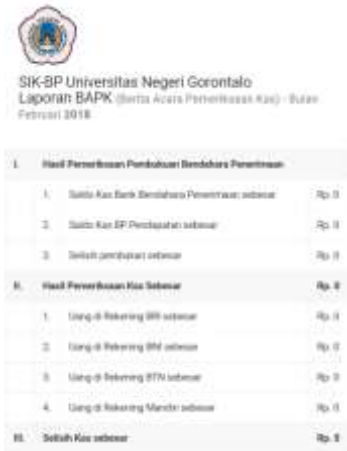 SIK-BP Universitas Negeri Gorontalo
Laporan BAPK (Berita Acara Pemeriksaan Kas) - Bulan
Februari 2018
I. Hasil Pemeriksaan Pembukuan Bendahara Penerimaan
1. Saldo Kas Bank Bendahara Penerimaan sebesar Rp. 0
2. Saldo Kas BP Pendapatan sebesar Rp. 0
3. Selisih pembukuan sebesar Rp. 0
II. Hasil Pemeriksaan Kas Sebesar Rp. 0
1. Uang di Rekening BRI sebesar Rp. 0
2. Uang di Rekening BNI sebesar Rp. 0
3. Uang di Rekening BTN sebesar Rp. 0
4. Uang di Rekening Mandiri sebesar Rp. 0
III. Selisih Kas sebesar Rp. 0